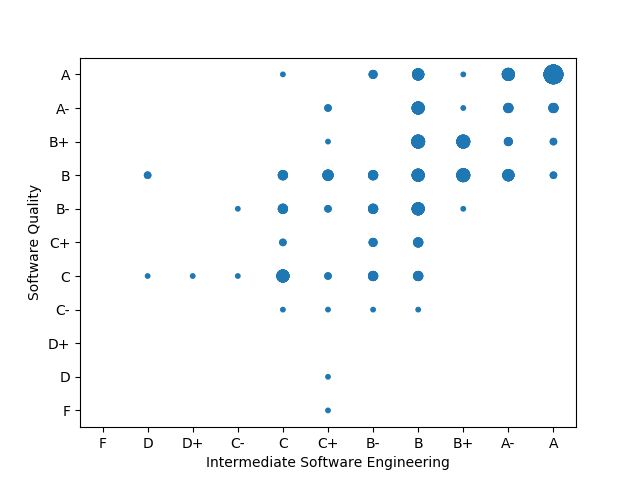 A
A-
B+
B
B-
C+
C
C-
D+
D
F
Software Quality
F D D+ C- C C+ B- B B+ A- A
Intermediate Software Engineering